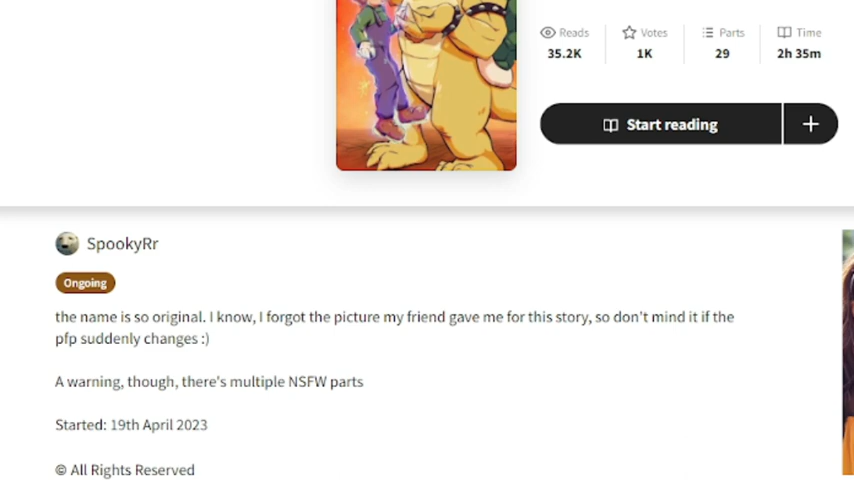 Reads
Votes
Parts
Time
35.2K
1K
29
2h 35m
Start reading
SpookyRr
Ongoing
the name is so original. I know, I forgot the picture my friend gave me for this story, so don't mind it if the
pfp suddenly changes :)
A warning, though, there's multiple NSFW parts
Started: 19th April 2023
© All Rights Reserved